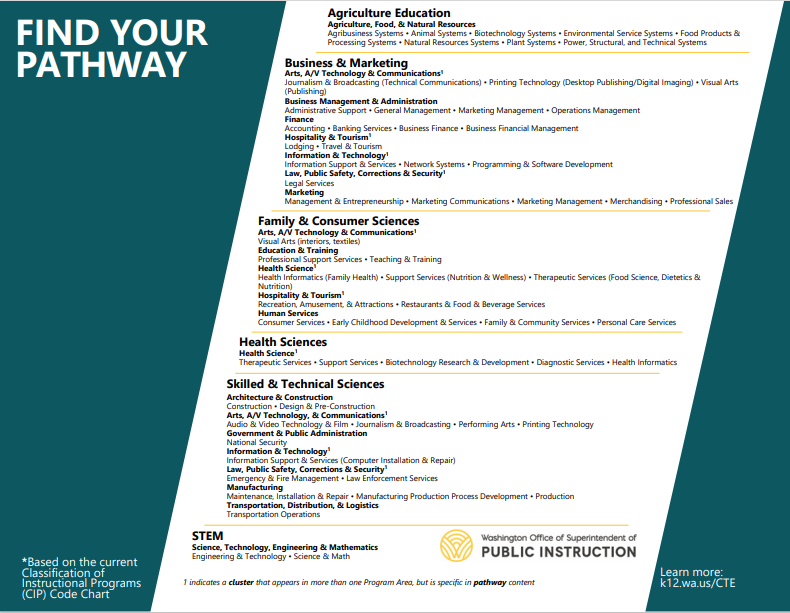 FIND YOUR
PATHWAY
Agriculture Education
Agriculture, Food, & Natural Resources
Agribusiness Systems • Animal Systems • Biotechnology Systems • Environmental Service Systems • Food Products &
Processing Systems • Natural Resources Systems • Plant Systems • Power, Structural, and Technical Systems
Business & Marketing
Arts, A/V Technology & Communications¹
Journalism & Broadcasting (Technical Communications) • Printing Technology (Desktop Publishing/Digital Imaging) • Visual Arts
(Publishing)
Business Management & Administration
Administrative Support • General Management • Marketing Management • Operations Management
Finance
Accounting • Banking Services • Business Finance • Business Financial Management
Hospitality & Tourism¹
Lodging • Travel & Tourism
Information & Technology¹
Information Support & Services • Network Systems • Programming & Software Development
Law, Public Safety, Corrections & Security¹
Legal Services
Marketing
Management & Entrepreneurship • Marketing Communications • Marketing Management • Merchandising • Professional Sales
Family & Consumer Sciences
Arts, A/V Technology & Communications¹
Visual Arts (interiors, textiles)
Education & Training
Professional Support Services • Teaching & Training
Health Science¹
Health Informatics (Family Health) • Support Services (Nutrition & Wellness) • Therapeutic Services (Food Science, Dietetics &
Nutrition)
Hospitality & Tourism¹
Recreation, Amusement, & Attractions • Restaurants & Food & Beverage Services
Human Services
Consumer Services • Early Childhood Development & Services • Family & Community Services • Personal Care Services
Health Sciences
Health Science¹
Therapeutic Services • Support Services • Biotechnology Research & Development • Diagnostic Services • Health Informatics
Skilled & Technical Sciences
Architecture & Construction
Construction • Design & Pre-Construction
Arts, A/V Technology, & Communications¹
Audio & Video Technology & Film • Journalism & Broadcasting • Performing Arts • Printing Technology
Government & Public Administration
National Security
Information & Technology¹
Information Support & Services (Computer Installation & Repair)
Law, Public Safety, Corrections & Security¹
Emergency & Fire Management • Law Enforcement Services
Manufacturing
Maintenance, Installation & Repair • Manufacturing Production Process Development • Production
Transportation, Distribution, & Logistics
Transportation Operations
STEM
Science, Technology, Engineering & Mathematics
Engineering & Technology • Science & Math
Washington Office of Superintendent of
PUBLIC INSTRUCTION
1 indicates a cluster that appears in more than one Program Area, but is specific in pathway content
*Based on the current
Classification of
Instructional Programs
(CIP) Code Chart
Learn more:
k12.wa.us/CTE